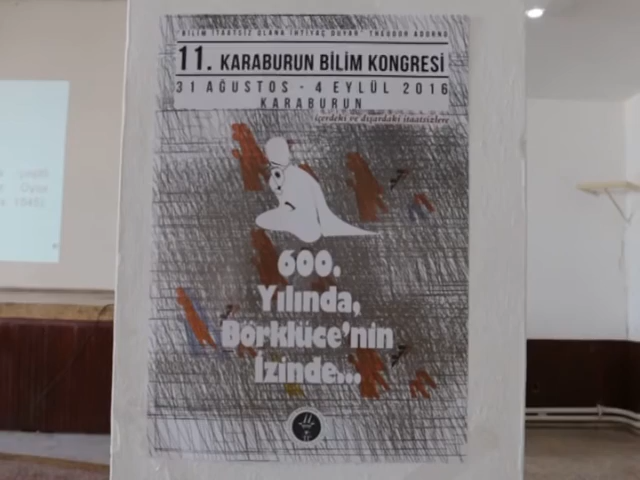 "BİLİM İTAATSİZ OLANA İHTİYAÇ DUYAR" THEODOR ADORNO
11. KARABURUN BİLİM KONGRESİ
31 AĞUSTOS - 4 EYLÜL 2016
KARABURUN
içerdeki ve dışardaki itaatsizlere
600.
Yılında,
Börklüce'nin
İzinde...